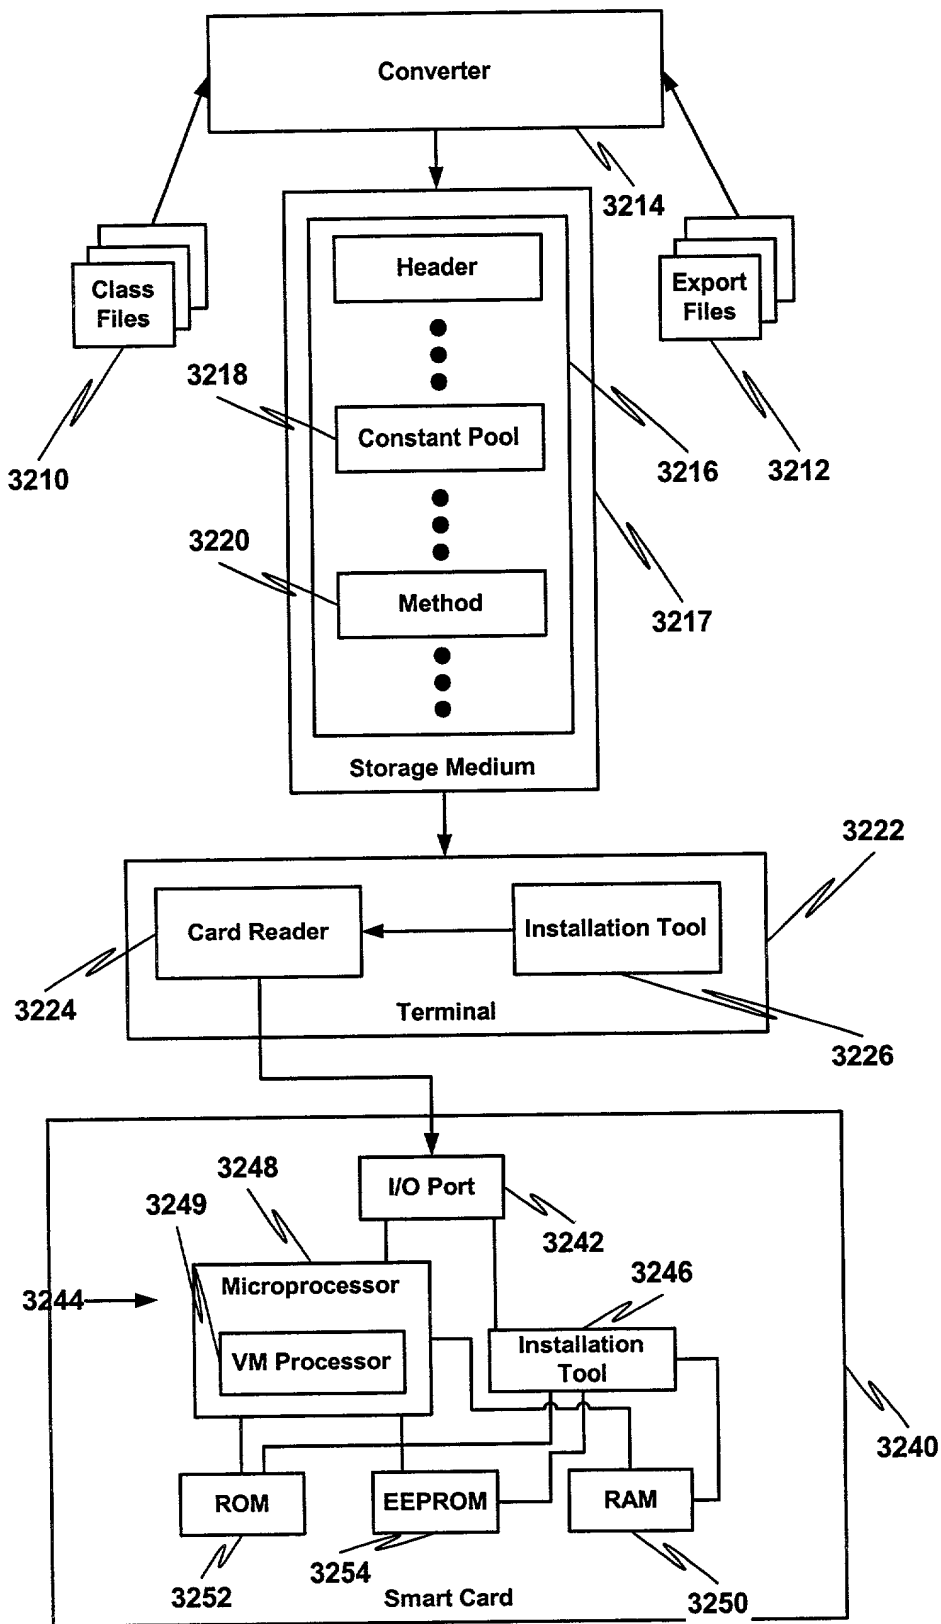 Converter
3214
Header
Class
Files
Export
Files
3218
Constant Pool
3210
3216
3212
3220
Method
3217
Storage Medium
3222
Card Reader
Installation Tool
3224
Terminal
3226
3248
I/O Port
3249
3242
3246
Microprocessor
3244
Installation
Tool
VM Processor
3240
ROM
EEPROM
RAM
3252
3254
3250
Smart Card